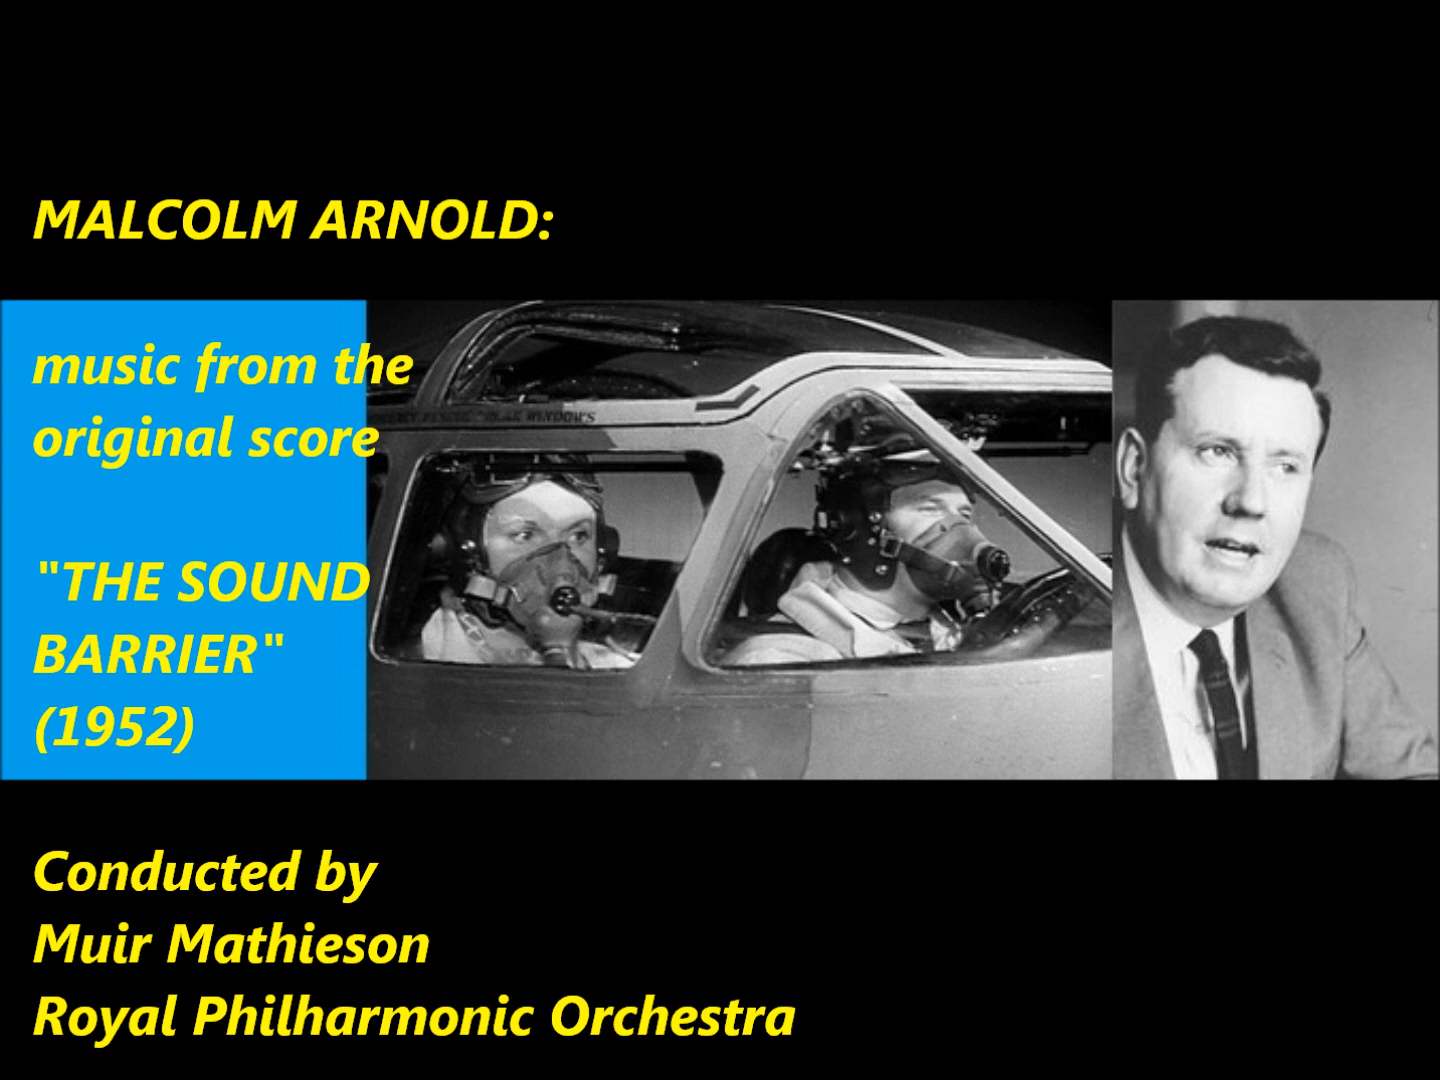 MALCOLM ARNOLD:
music from the
original score
"THE SOUND
BARRIER"
(1952)
Conducted by
Muir Mathieson
Royal Philharmonic Orchestra